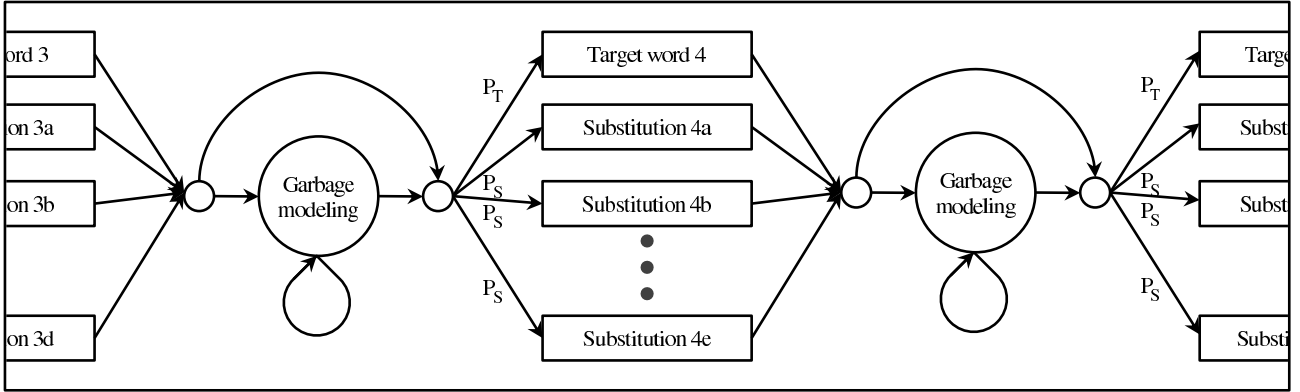 ord 3
on 3a
on 3b
on 3d
Garbage
modeling
P_T
P_S
P_S
P_S
Target word 4
Substitution 4a
Substitution 4b
Substitution 4e
Garbage
modeling
P_T
P_S
P_S
P_S
Targe
Subst
Subst
Substi